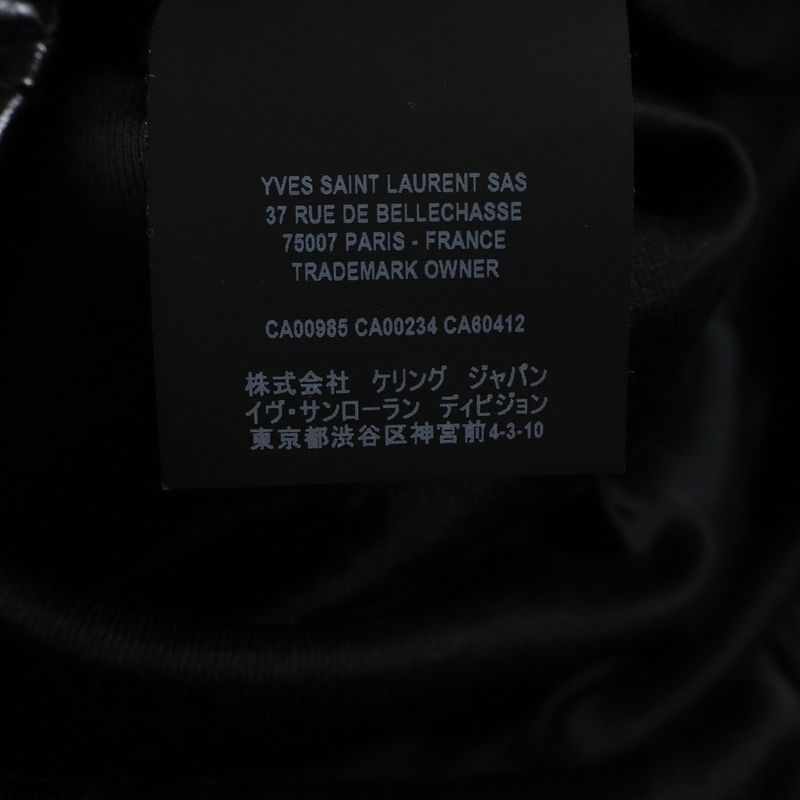 YVES SAINT LAURENT SAS
37 RUE DE BELLECHASSE
75007 PARIS - FRANCE
TRADEMARK OWNER
CA00985 CA00234 CA60412
株式会社 ケリング ジャパン
イヴ・サンローラン ディビジョン
東京都渋谷区神宮前4-3-10